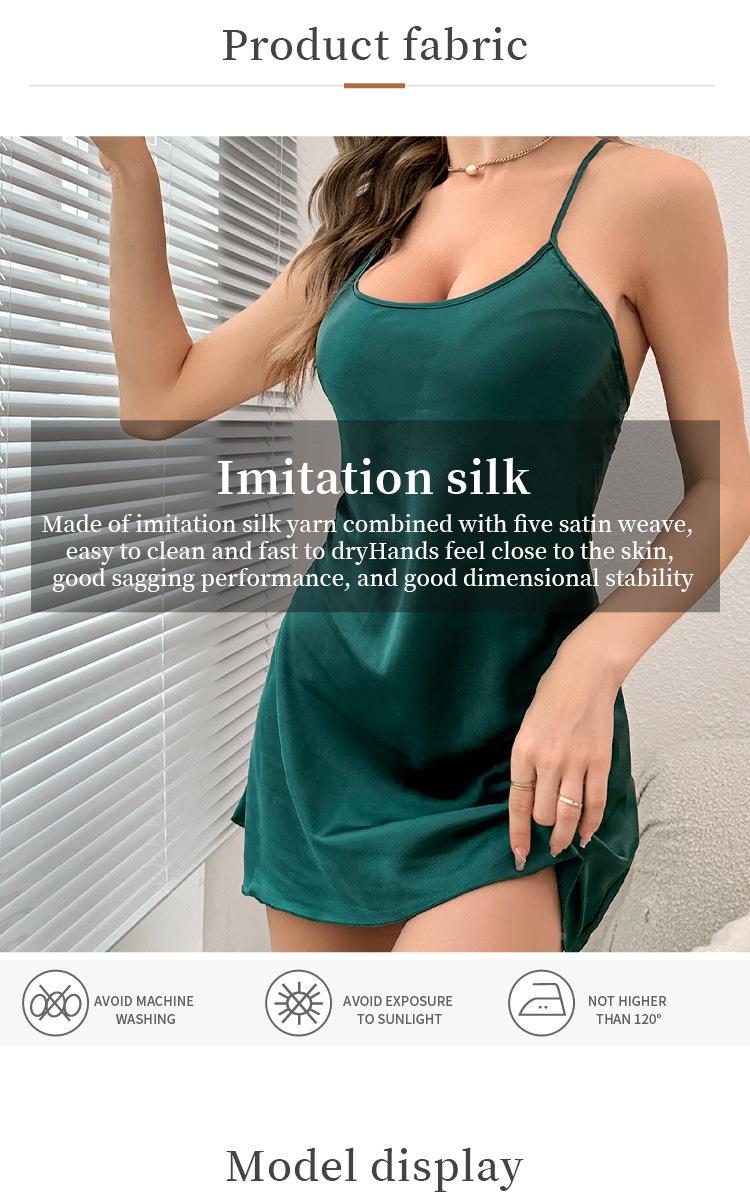 Product fabric
Imitation silk
Made of imitation silk yarn combined with five satin weave,
easy to clean and fast to dryHands feel close to the skin,
good sagging performance, and good dimensional stability
AVOID MACHINE
WASHING
AVOID EXPOSURE
TO SUNLIGHT
NOT HIGHER
THAN 120°
Model display